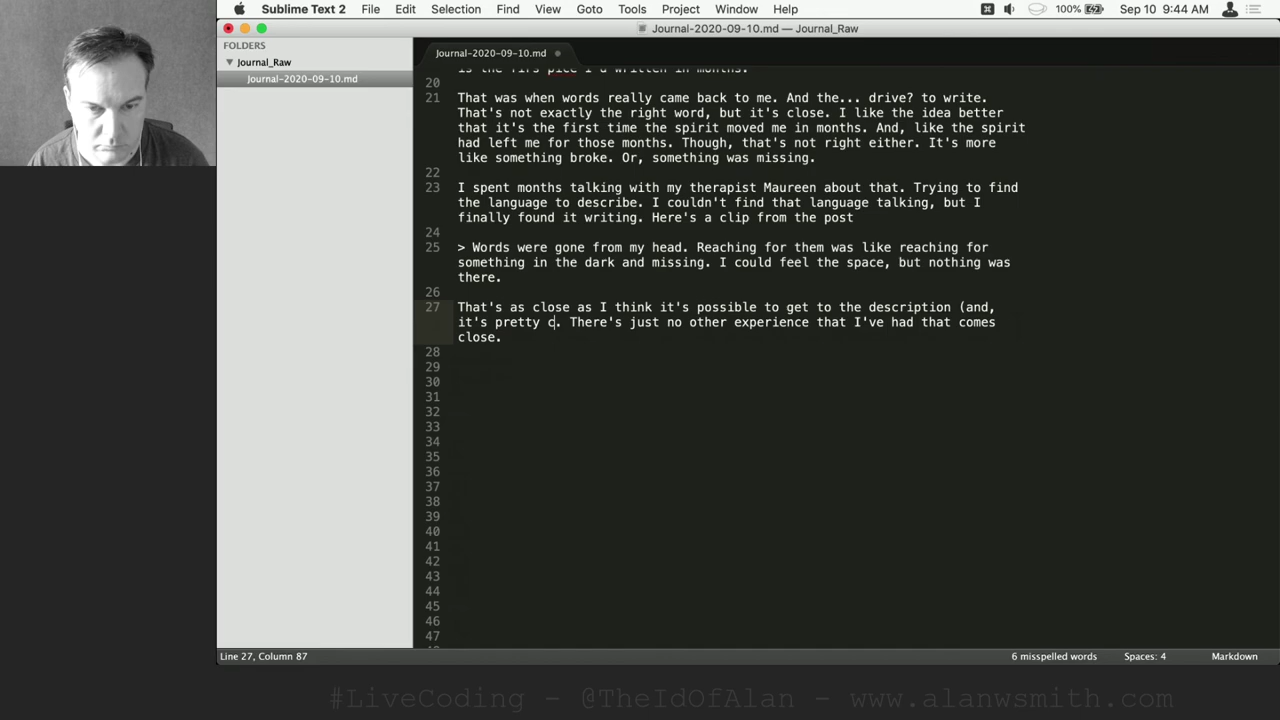 Sublime Text 2 File Edit Selection Find View Goto Tools Project Window Help 100% Sep 10 9:44 AM
Journal-2020-09-10.md — Journal_Raw
FOLDERS
Journal_Raw
Journal-2020-09-10.md
Journal-2020-09-10.md
is the firs pice I'd written in months.
20
21 That was when words really came back to me. And the... drive? to write.
That's not exactly the right word, but it's close. I like the idea better
that it's the first time the spirit moved me in months. And, like the spirit
had left me for those months. Though, that's not right either. It's more
like something broke. Or, something was missing.
22
23 I spent months talking with my therapist Maureen about that. Trying to find
the language to describe. I couldn't find that language talking, but I
finally found it writing. Here's a clip from the post
24
25 > Words were gone from my head. Reaching for them was like reaching for
something in the dark and missing. I could feel the space, but nothing was
there.
26
27 That's as close as I think it's possible to get to the description (and,
it's pretty c. There's just no other experience that I've had that comes
close.
28
29
30
31
32
33
34
35
36
37
38
39
40
41
42
43
44
45
46
47
Line 27, Column 87 6 misspelled words Spaces: 4 Markdown
#LiveCoding - @TheIdOfAlan - www.alanwsmith.com